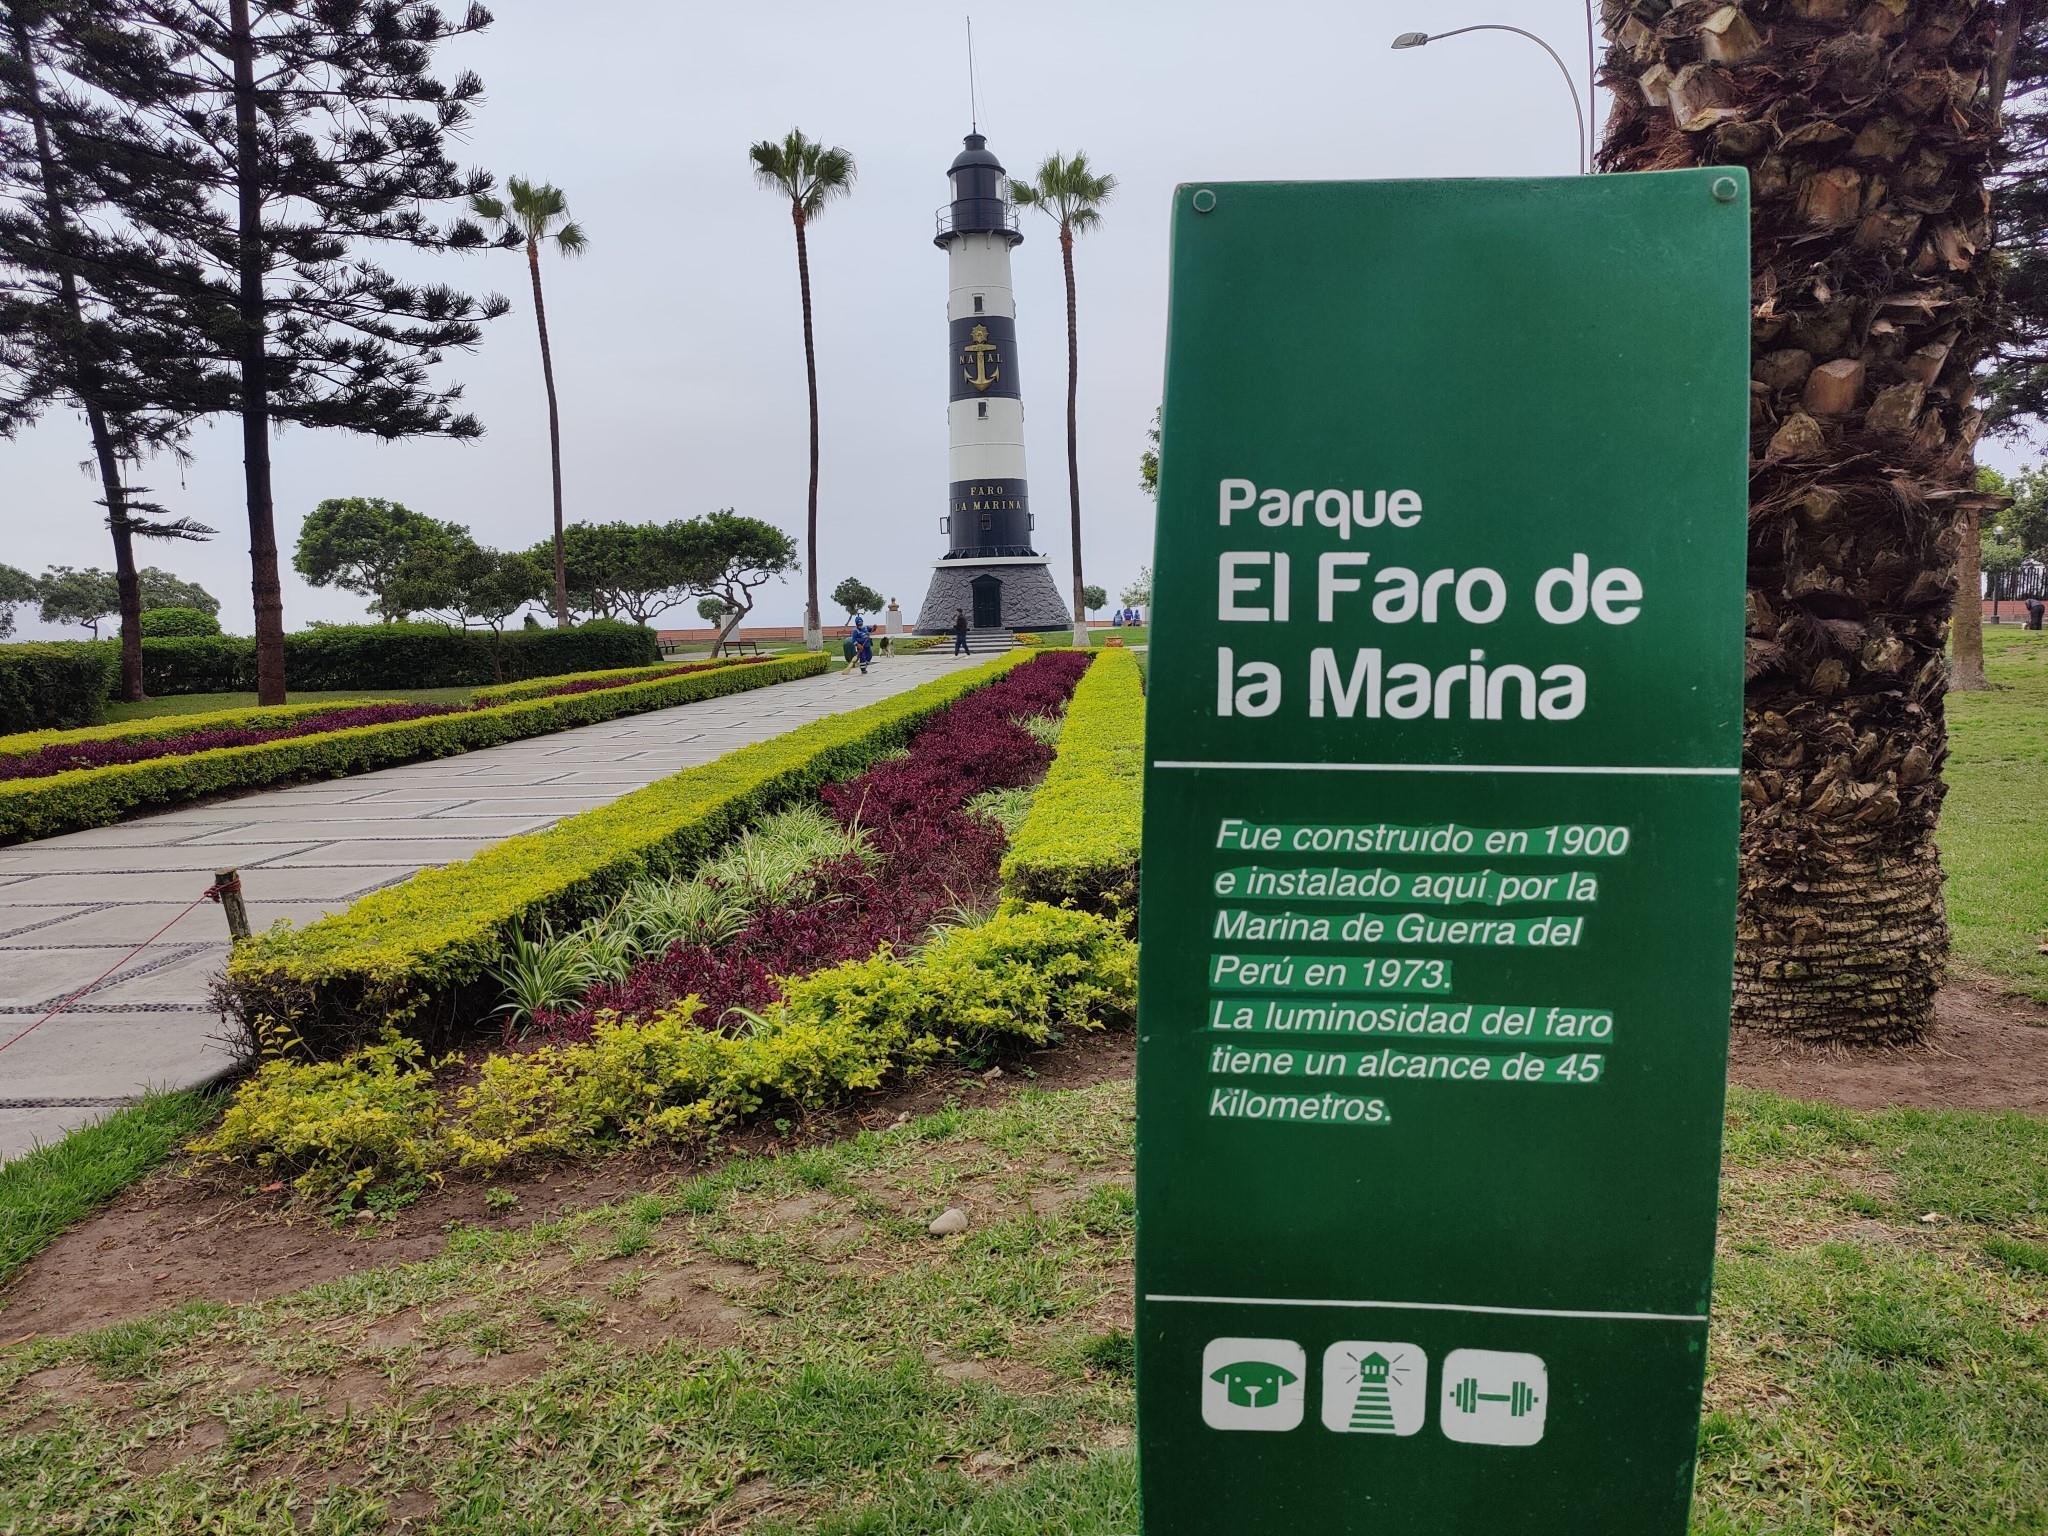 NAVAL
FARO
LA MARINA
Parque
El Faro de
la Marina
Fue construido en 1900
e instalado aquí por la
Marina de Guerra del
Perú en 1973.
La luminosidad del faro
tiene un alcance de 45
kilometros.